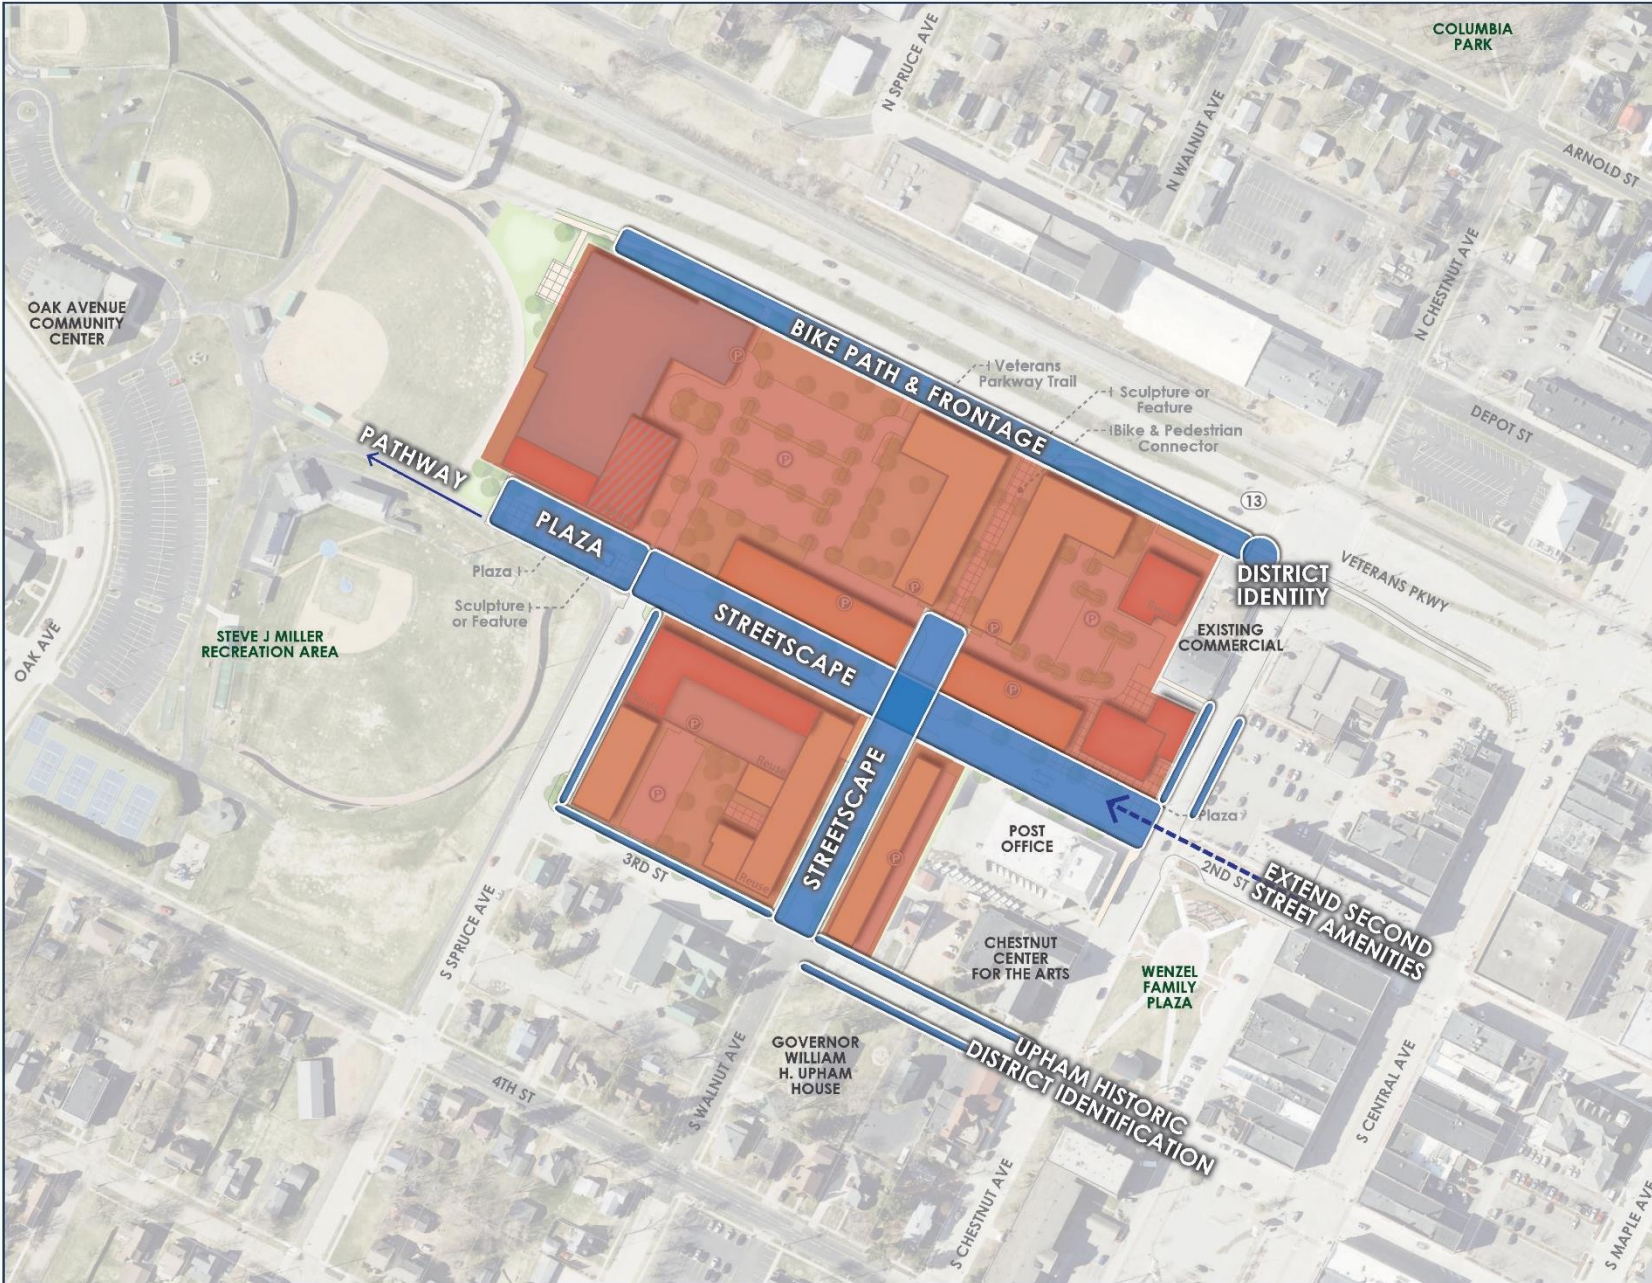 COLUMBIA
PARK
N SPRUCE AVE
N WALNUT AVE
ARNOLD ST
N CHESTNUT AVE
OAK AVENUE
COMMUNITY
CENTER
BIKE PATH & FRONTAGE
Veterans
Parkway Trail
Sculpture or
Feature
Bike & Pedestrian
Connector
DEPOT ST
PATHWAY
13
PLAZA
Plaza
Sculpture
or Feature
DISTRICT
IDENTITY
VETERANS PKWY
EXISTING
COMMERCIAL
STREETSCAPE
OAK AVE
STEVE J MILLER
RECREATION AREA
P
P
P
P
P
P
P
P
P
P
Reuse
Reuse
STREETSCAPE
Plaza
POST
OFFICE
3RD ST
2ND ST
EXTEND SECOND
STREET AMENITIES
S SPRUCE AVE
CHESTNUT
CENTER
FOR THE ARTS
WENZEL
FAMILY
PLAZA
GOVERNOR
WILLIAM
H. UPHAM
HOUSE
UPHAM HISTORIC
DISTRICT IDENTIFICATION
4TH ST
S WALNUT AVE
S CENTRAL AVE
S CHESTNUT AVE
S MAPLE AVE